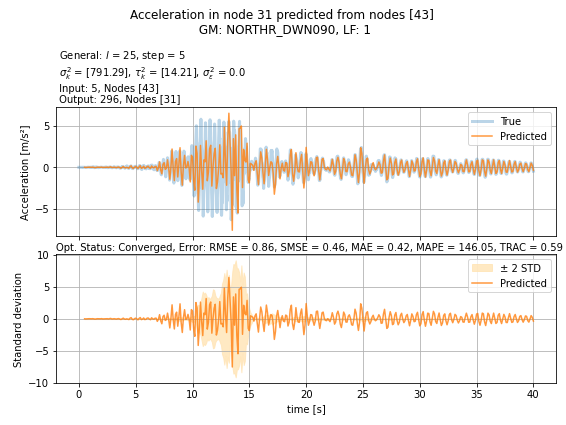 Acceleration in node 31 predicted from nodes [43]
GM: NORTHR_DWN090, LF: 1
General: l = 25, step = 5
σ²ₖ = [791.29], τ²ₖ = [14.21], σ²ε = 0.0
Input: 5, Nodes [43]
Output: 296, Nodes [31]
Acceleration [m/s²]
5
0
−5
True
Predicted
Opt. Status: Converged, Error: RMSE = 0.86, SMSE = 0.46, MAE = 0.42, MAPE = 146.05, TRAC = 0.59
Standard deviation
10
5
0
−5
−10
± 2 STD
Predicted
0 5 10 15 20 25 30 35 40
time [s]